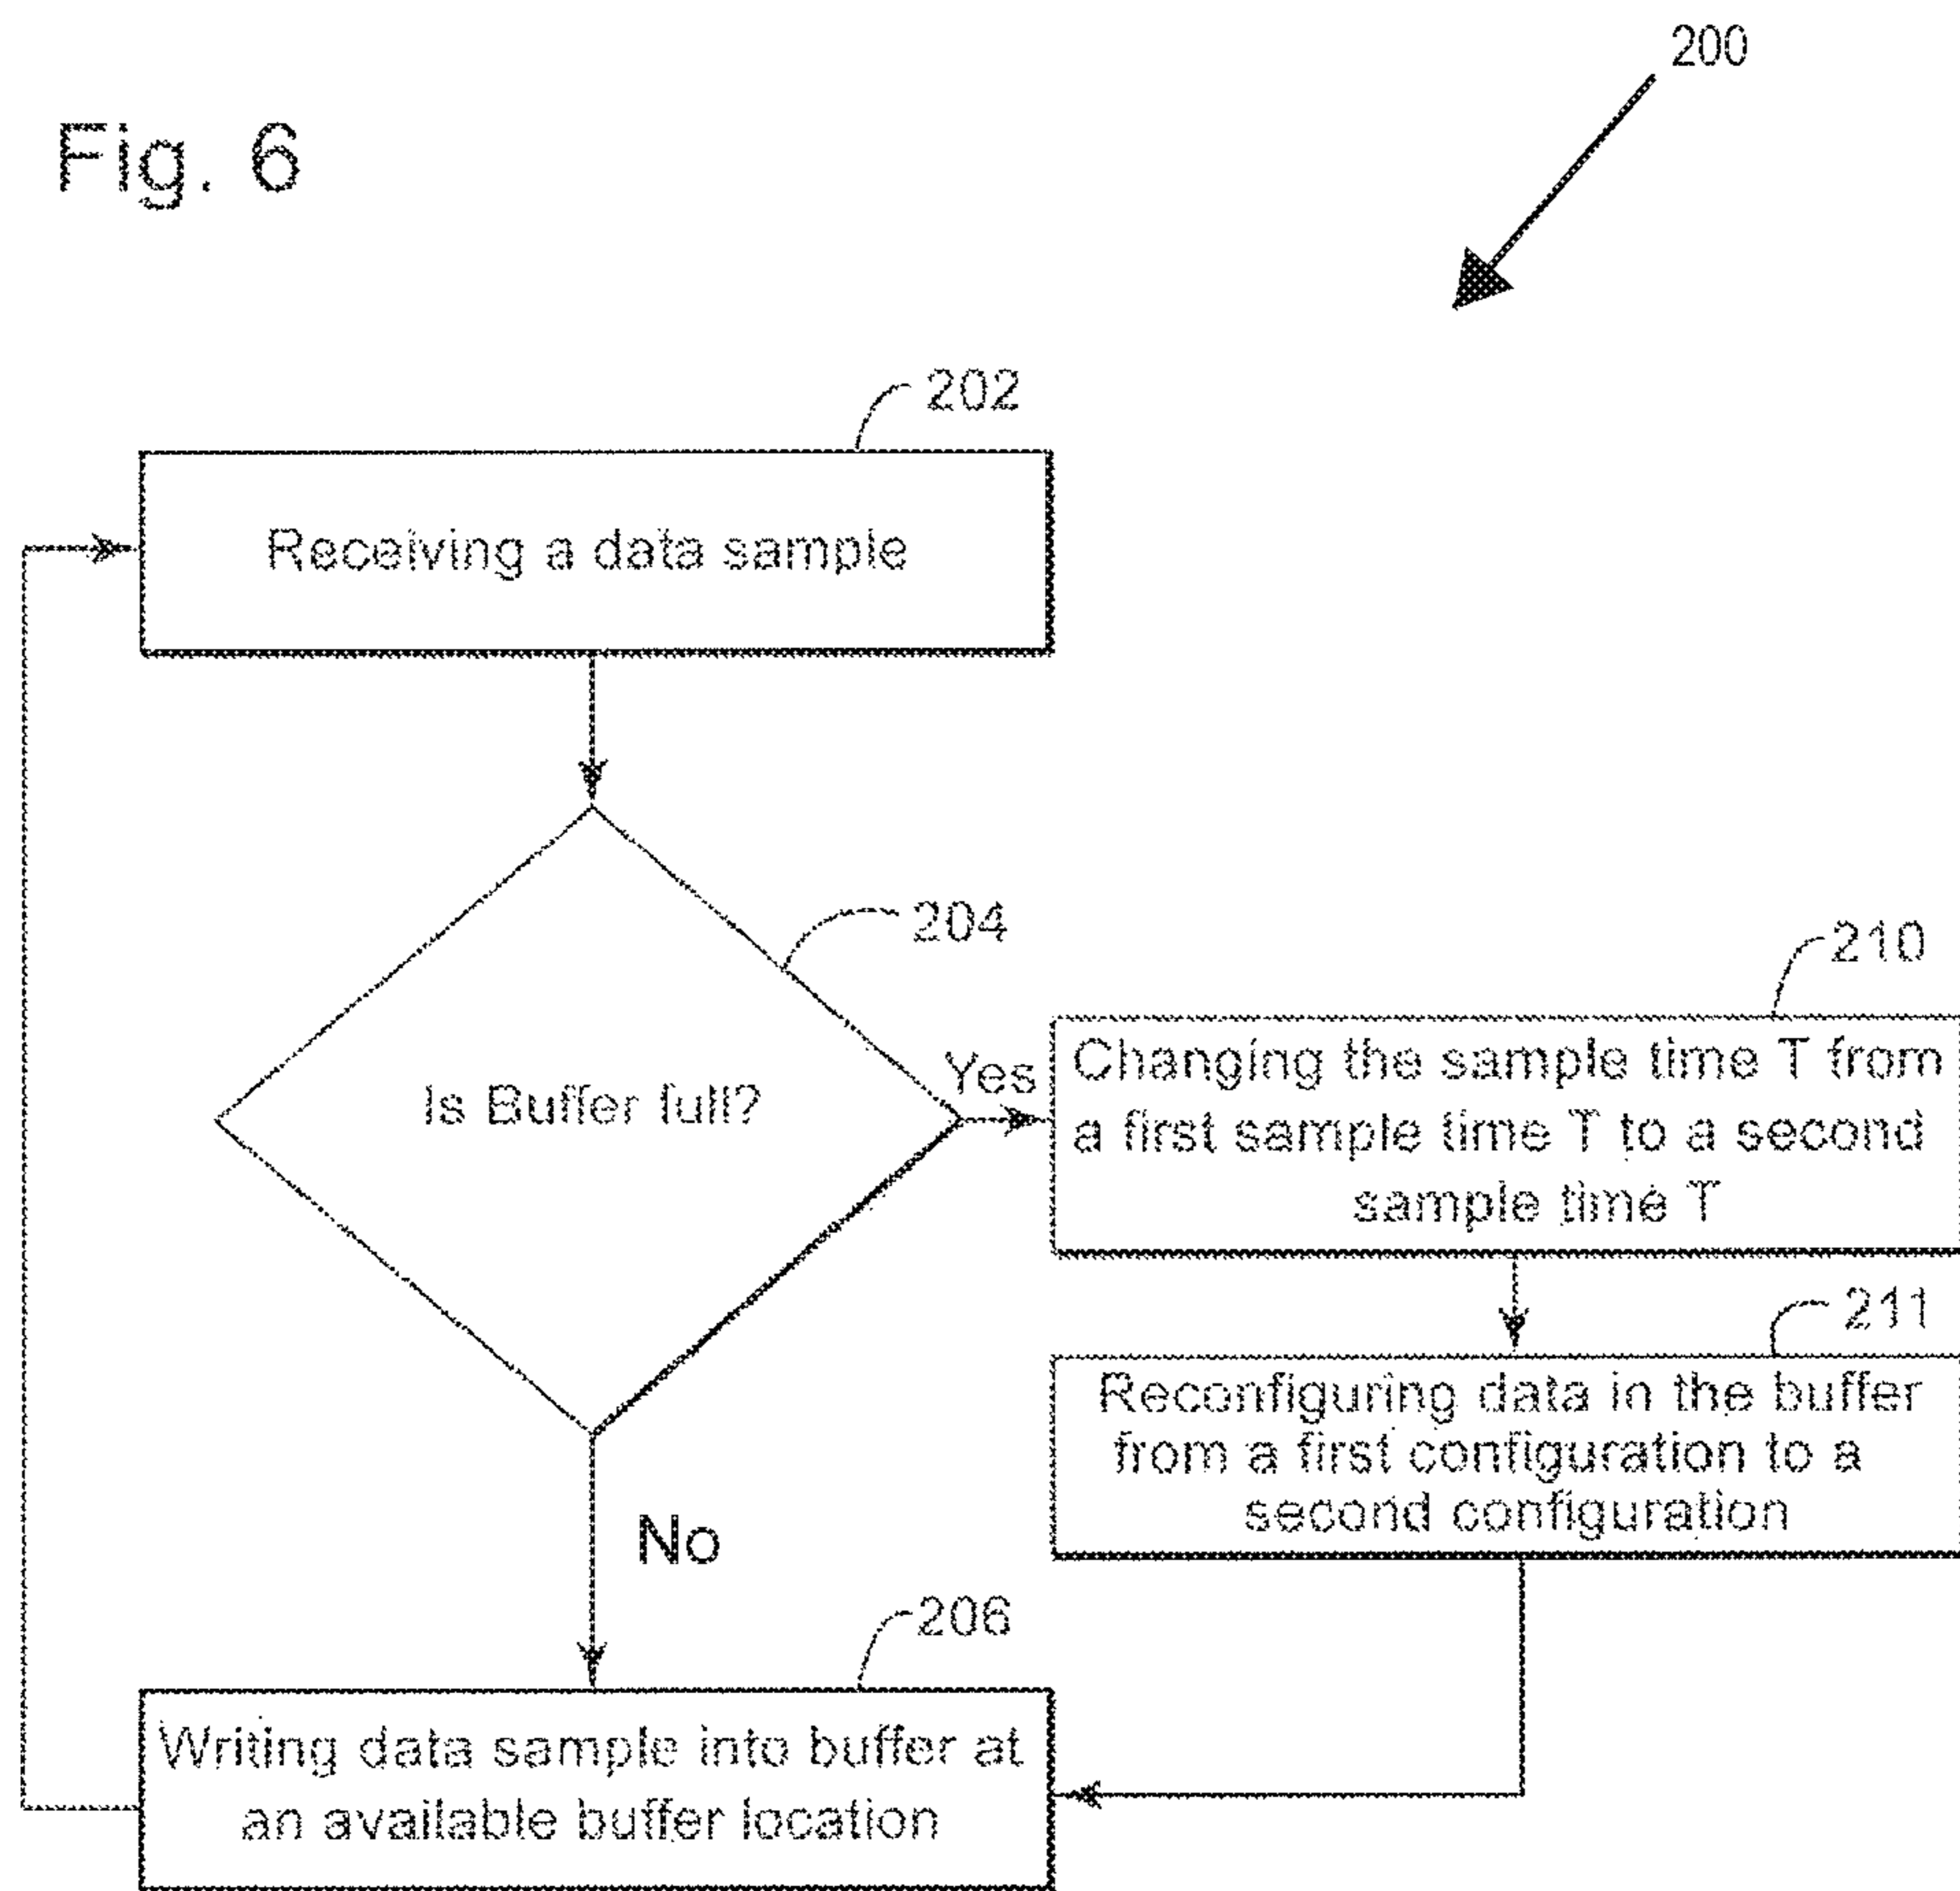 200
Fig. 6
202
Receiving a data sample
204
Is Buffer full?
Yes
210
Changing the sample time T from
a first sample time T to a second
sample time T
211
Reconfiguring data in the buffer
from a first configuration to a
second configuration
No
206
Writing data sample into buffer at
an available buffer location